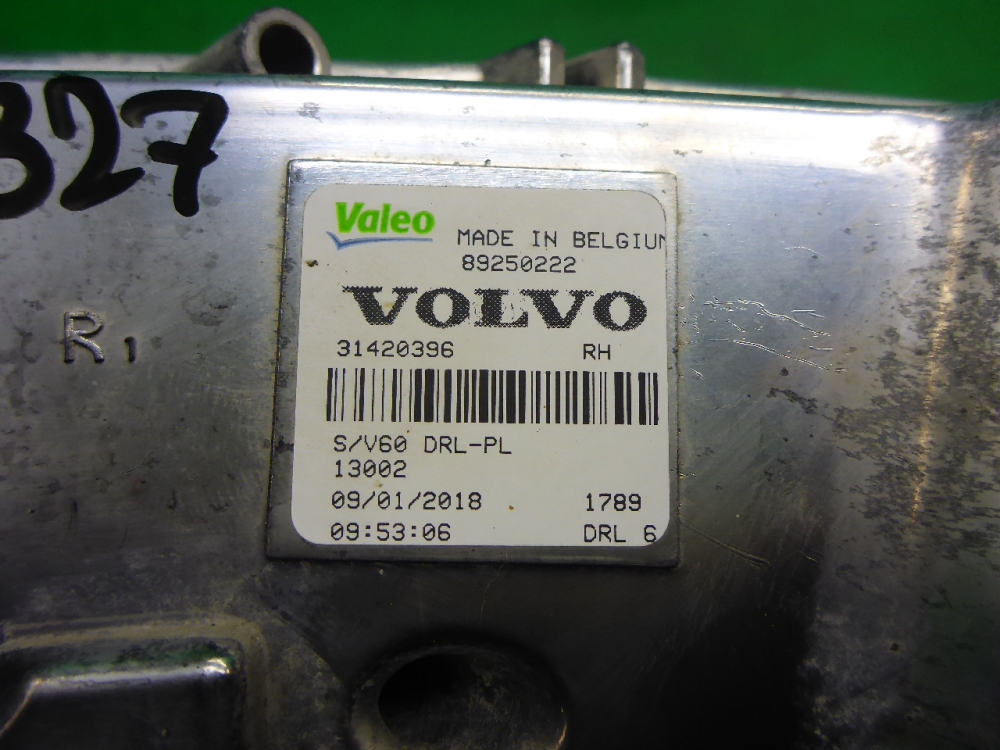 327
Valeo
MADE IN BELGIUM
89250222
VOLVO
31420396 RH
R1
S/V60 DRL-PL
13002
09/01/2018 1789
09:53:06 DRL 6